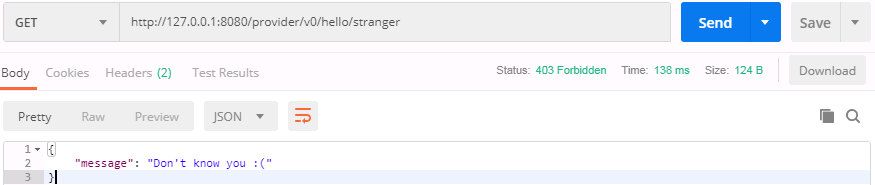 GET http://127.0.0.1:8080/provider/v0/hello/stranger Send Save
Body Cookies Headers (2) Test Results Status: 403 Forbidden Time: 138 ms Size: 124 B Download
Pretty Raw Preview JSON
1 {
2 "message": "Don't know you :("
3 }